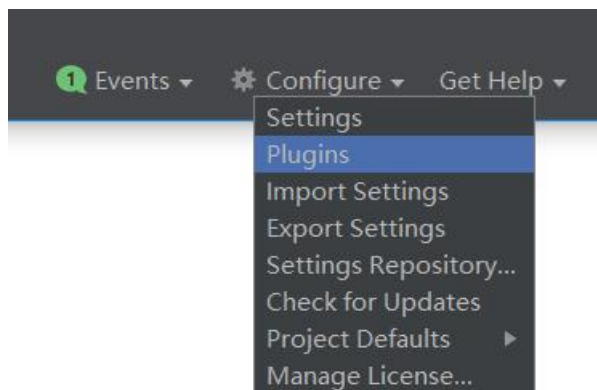 1 Events Configure Get Help
Settings
Plugins
Import Settings
Export Settings
Settings Repository...
Check for Updates
Project Defaults
Manage License...